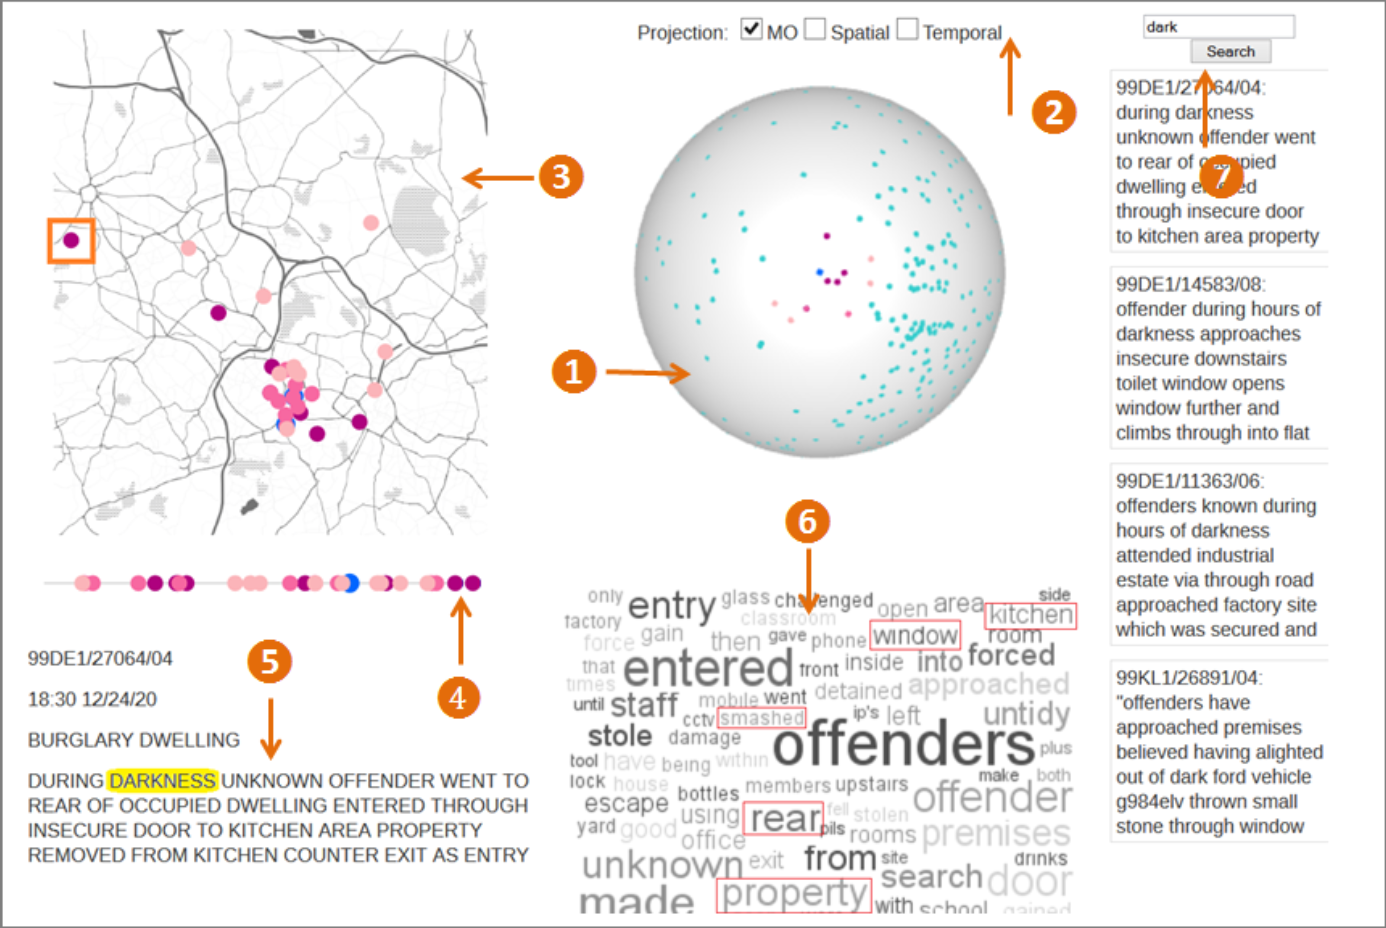 Projection: MO Spatial Temporal
dark
Search
2
3
7
1
6
5
4
99DE1/27064/04:
during darkness
unknown offender went
to rear of occupied
dwelling entered
through insecure door
to kitchen area property
99DE1/14583/08:
offender during hours of
darkness approaches
insecure downstairs
toilet window opens
window further and
climbs through into flat
99DE1/11363/06:
offenders known during
hours of darkness
attended industrial
estate via through road
approached factory site
which was secured and
99KL1/26891/04:
"offenders have
approached premises
believed having alighted
out of dark ford vehicle
g984elv thrown small
stone through window
99DE1/27064/04
18:30 12/24/20
BURGLARY DWELLING
DURING DARKNESS UNKNOWN OFFENDER WENT TO
REAR OF OCCUPIED DWELLING ENTERED THROUGH
INSECURE DOOR TO KITCHEN AREA PROPERTY
REMOVED FROM KITCHEN COUNTER EXIT AS ENTRY
only entry glass challenged open area side
factory classroom kitchen
force gain then gave phone window room
that entered front inside into forced
times mobile went detained approached
until staff cctv smashed ip's left untidy
stole damage offenders plus
tool have being within make both
lock house bottles members upstairs offender
escape using rear fell stolen
yard good office pils rooms premises
unknown exit from site drinks
made property search door
with school gained